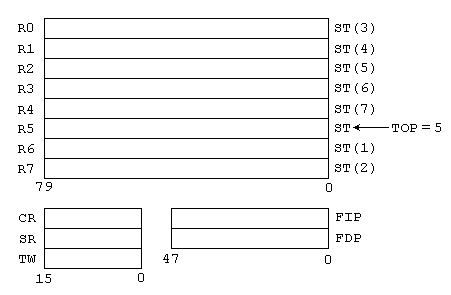 R0 ST(3)
R1 ST(4)
R2 ST(5)
R3 ST(6)
R4 ST(7)
R5 ST TOP = 5
R6 ST(1)
R7 ST(2)
79 0
CR FIP
SR FDP
TW 47 0
15 0